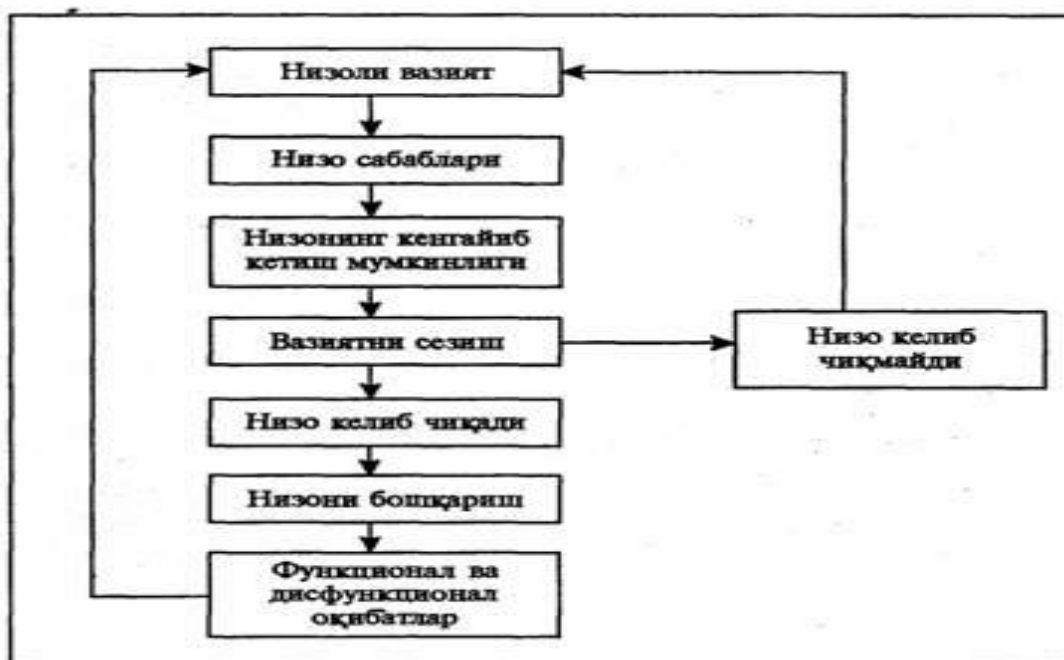 Низоли вазият
Низо сабаблари
Низонинг кенгайиб
кетиш мумкинлиги
Вазиятни сезиш
Низо келиб
чиқмайди
Низо келиб чиқади
Низони бошқариш
Функционал ва
дисфункционал
оқибатлар